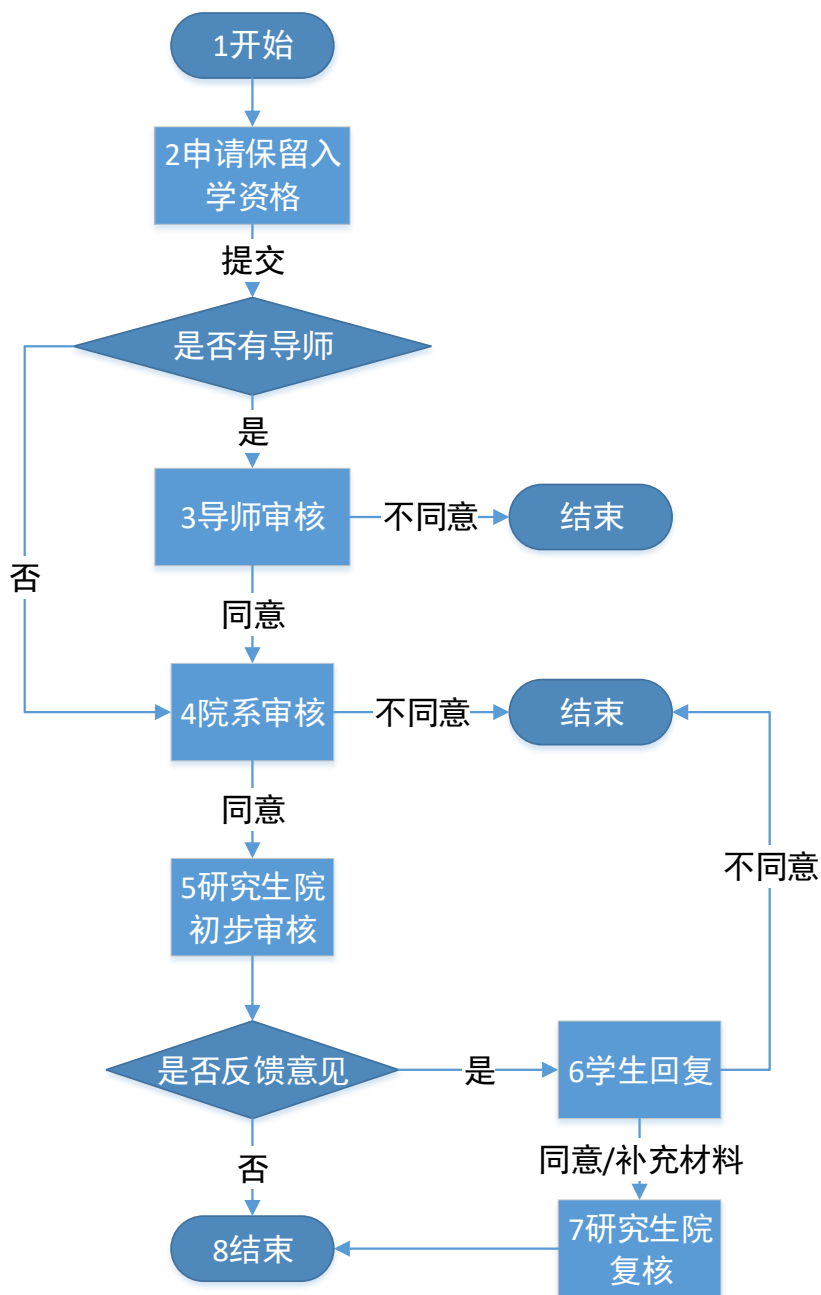 1开始
2申请保留入
学资格
提交
是否有导师
是
3导师审核
不同意
结束
否
同意
4院系审核
不同意
结束
同意
不同意
5研究生院
初步审核
是否反馈意见
是
6学生回复
否
同意/补充材料
8结束
7研究生院
复核